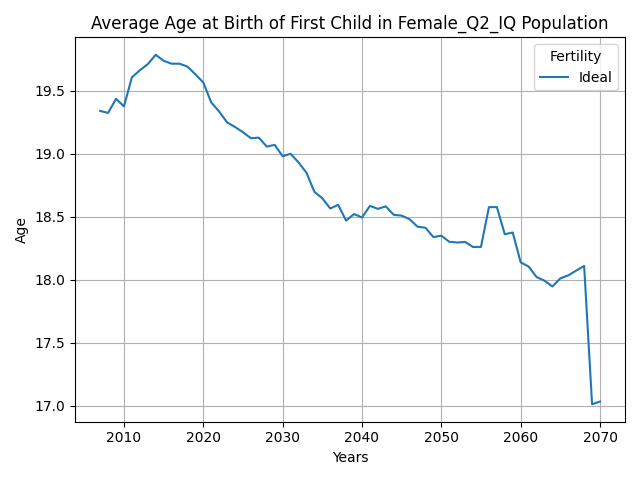 Average Age at Birth of First Child in Female_Q2_IQ Population
Fertility
Ideal
19.5
19.0
18.5
18.0
17.5
17.0
Age
2010 2020 2030 2040 2050 2060 2070
Years